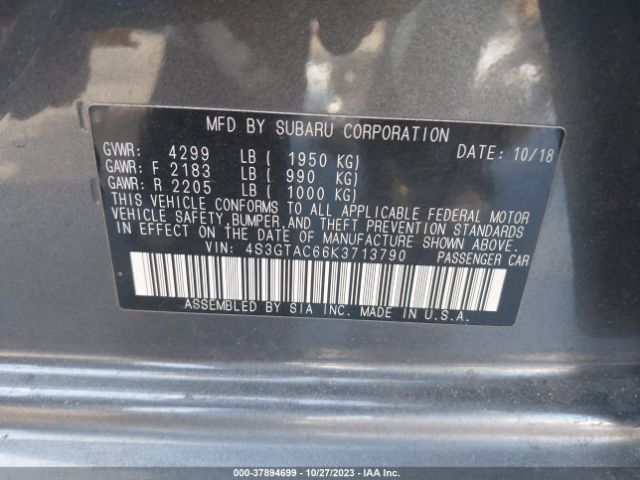 MFD BY SUBARU CORPORATION
GVWR: 4299 LB ( 1950 KG) DATE: 10/18
GAWR: F 2183 LB ( 990 KG)
GAWR: R 2205 LB ( 1000 KG)
THIS VEHICLE CONFORMS TO ALL APPLICABLE FEDERAL MOTOR
VEHICLE SAFETY, BUMPER, AND THEFT PREVENTION STANDARDS
IN EFFECT ON THE DATE OF MANUFACTURE SHOWN ABOVE.
VIN: 4S3GTAC66K3713790 PASSENGER CAR
ASSEMBLED BY SIA INC. MADE IN U.S.A.
000-37894699 - 10/27/2023 - IAA Inc.